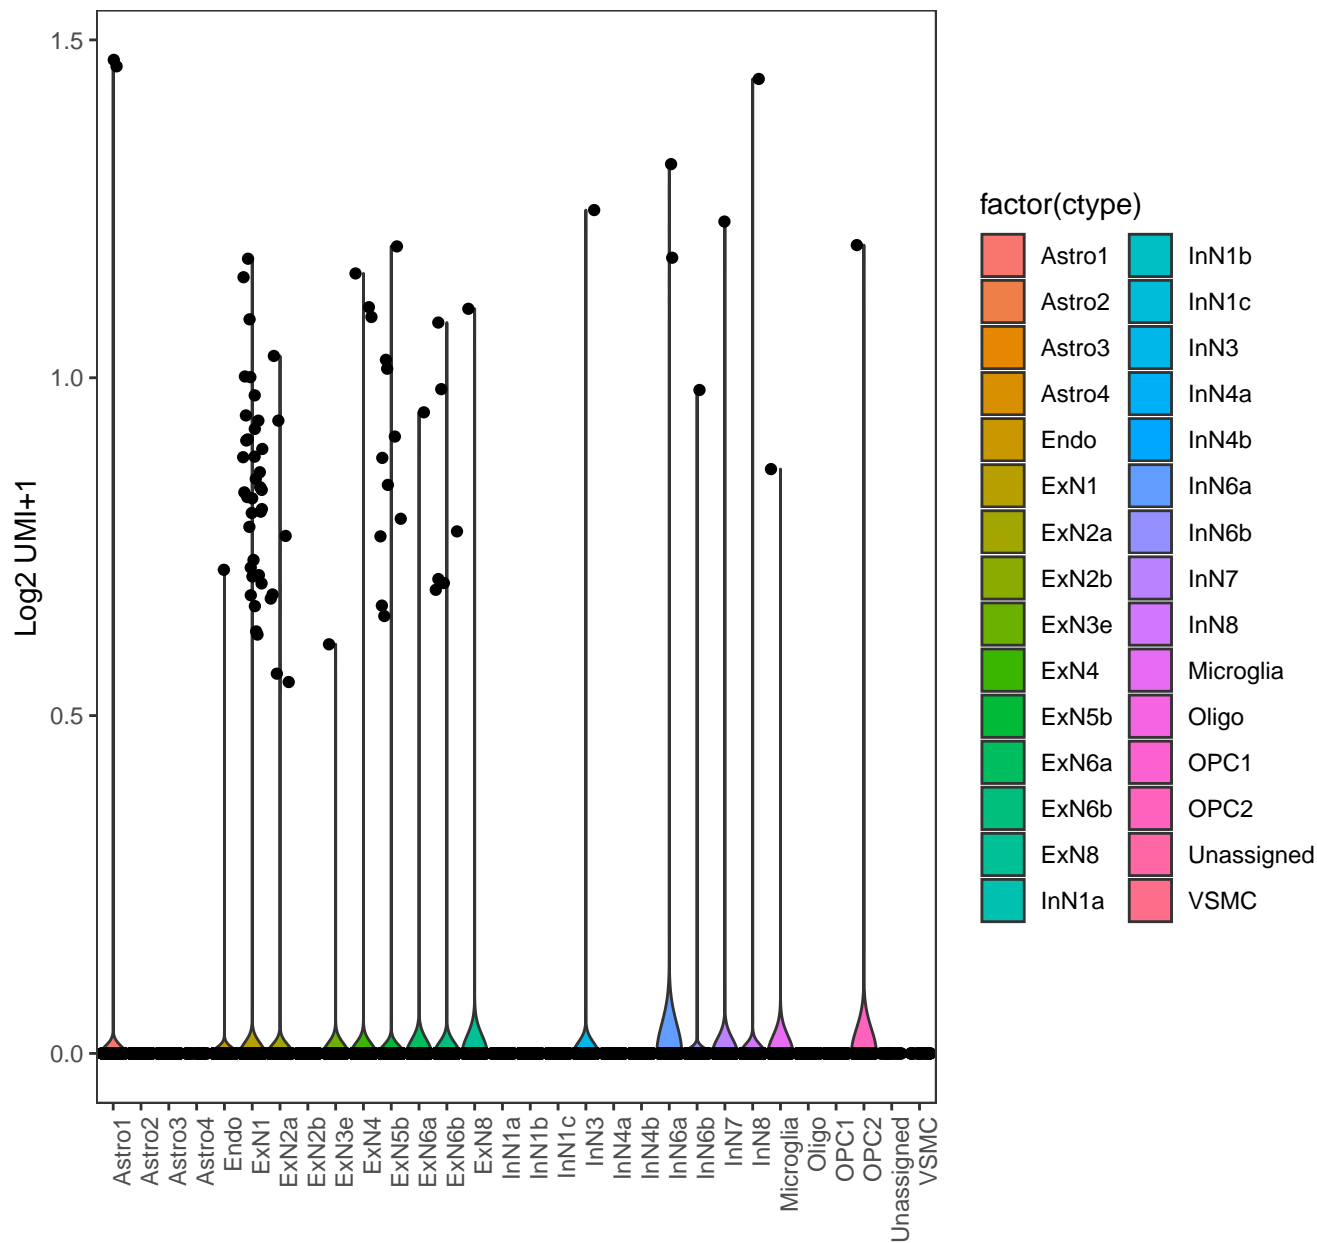 1.5
1.0
0.5
0.0
Log2 UMI+1
Astro1
Astro2
Astro3
Astro4
Endo
ExN1
ExN2a
ExN2b
ExN3e
ExN4
ExN5b
ExN6a
ExN6b
ExN8
InN1a
InN1b
InN1c
InN3
InN4a
InN4b
InN6a
InN6b
InN7
InN8
Microglia
Oligo
OPC1
OPC2
Unassigned
VSMC
factor(ctype)
Astro1
Astro2
Astro3
Astro4
Endo
ExN1
ExN2a
ExN2b
ExN3e
ExN4
ExN5b
ExN6a
ExN6b
ExN8
InN1a
InN1b
InN1c
InN3
InN4a
InN4b
InN6a
InN6b
InN7
InN8
Microglia
Oligo
OPC1
OPC2
Unassigned
VSMC